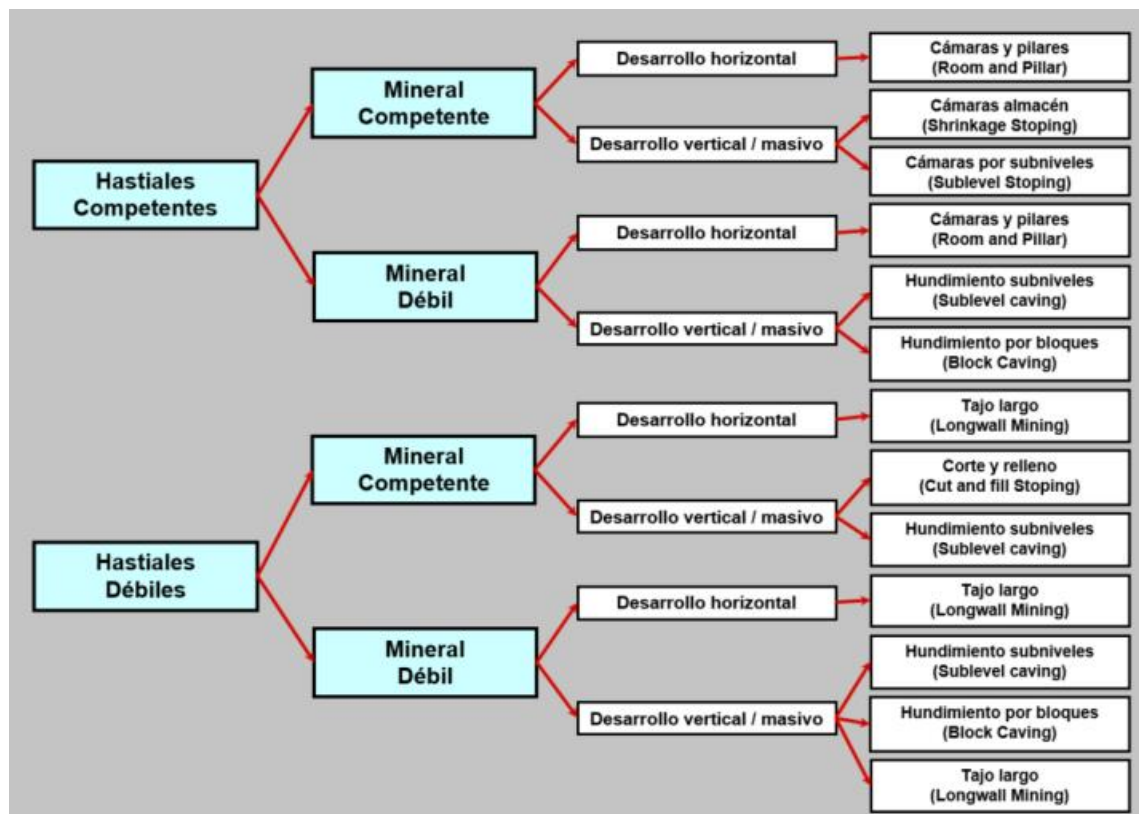 Hastiales
Competentes
Mineral
Competente
Desarrollo horizontal
Cámaras y pilares
(Room and Pillar)
Desarrollo vertical / masivo
Cámaras almacén
(Shrinkage Stoping)
Cámaras por subniveles
(Sublevel Stoping)
Mineral
Débil
Desarrollo horizontal
Cámaras y pilares
(Room and Pillar)
Desarrollo vertical / masivo
Hundimiento subniveles
(Sublevel caving)
Hundimiento por bloques
(Block Caving)
Hastiales
Débiles
Mineral
Competente
Desarrollo horizontal
Tajo largo
(Longwall Mining)
Desarrollo vertical / masivo
Corte y relleno
(Cut and fill Stoping)
Hundimiento subniveles
(Sublevel caving)
Mineral
Débil
Desarrollo horizontal
Tajo largo
(Longwall Mining)
Desarrollo vertical / masivo
Hundimiento subniveles
(Sublevel caving)
Hundimiento por bloques
(Block Caving)
Tajo largo
(Longwall Mining)